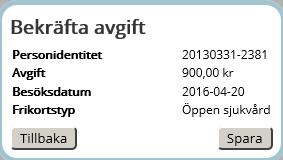 Bekräfta avgift
Personidentitet 20130331-2381
Avgift 900,00 kr
Besöksdatum 2016-04-20
Frikortstyp Öppen sjukvård
Tillbaka Spara